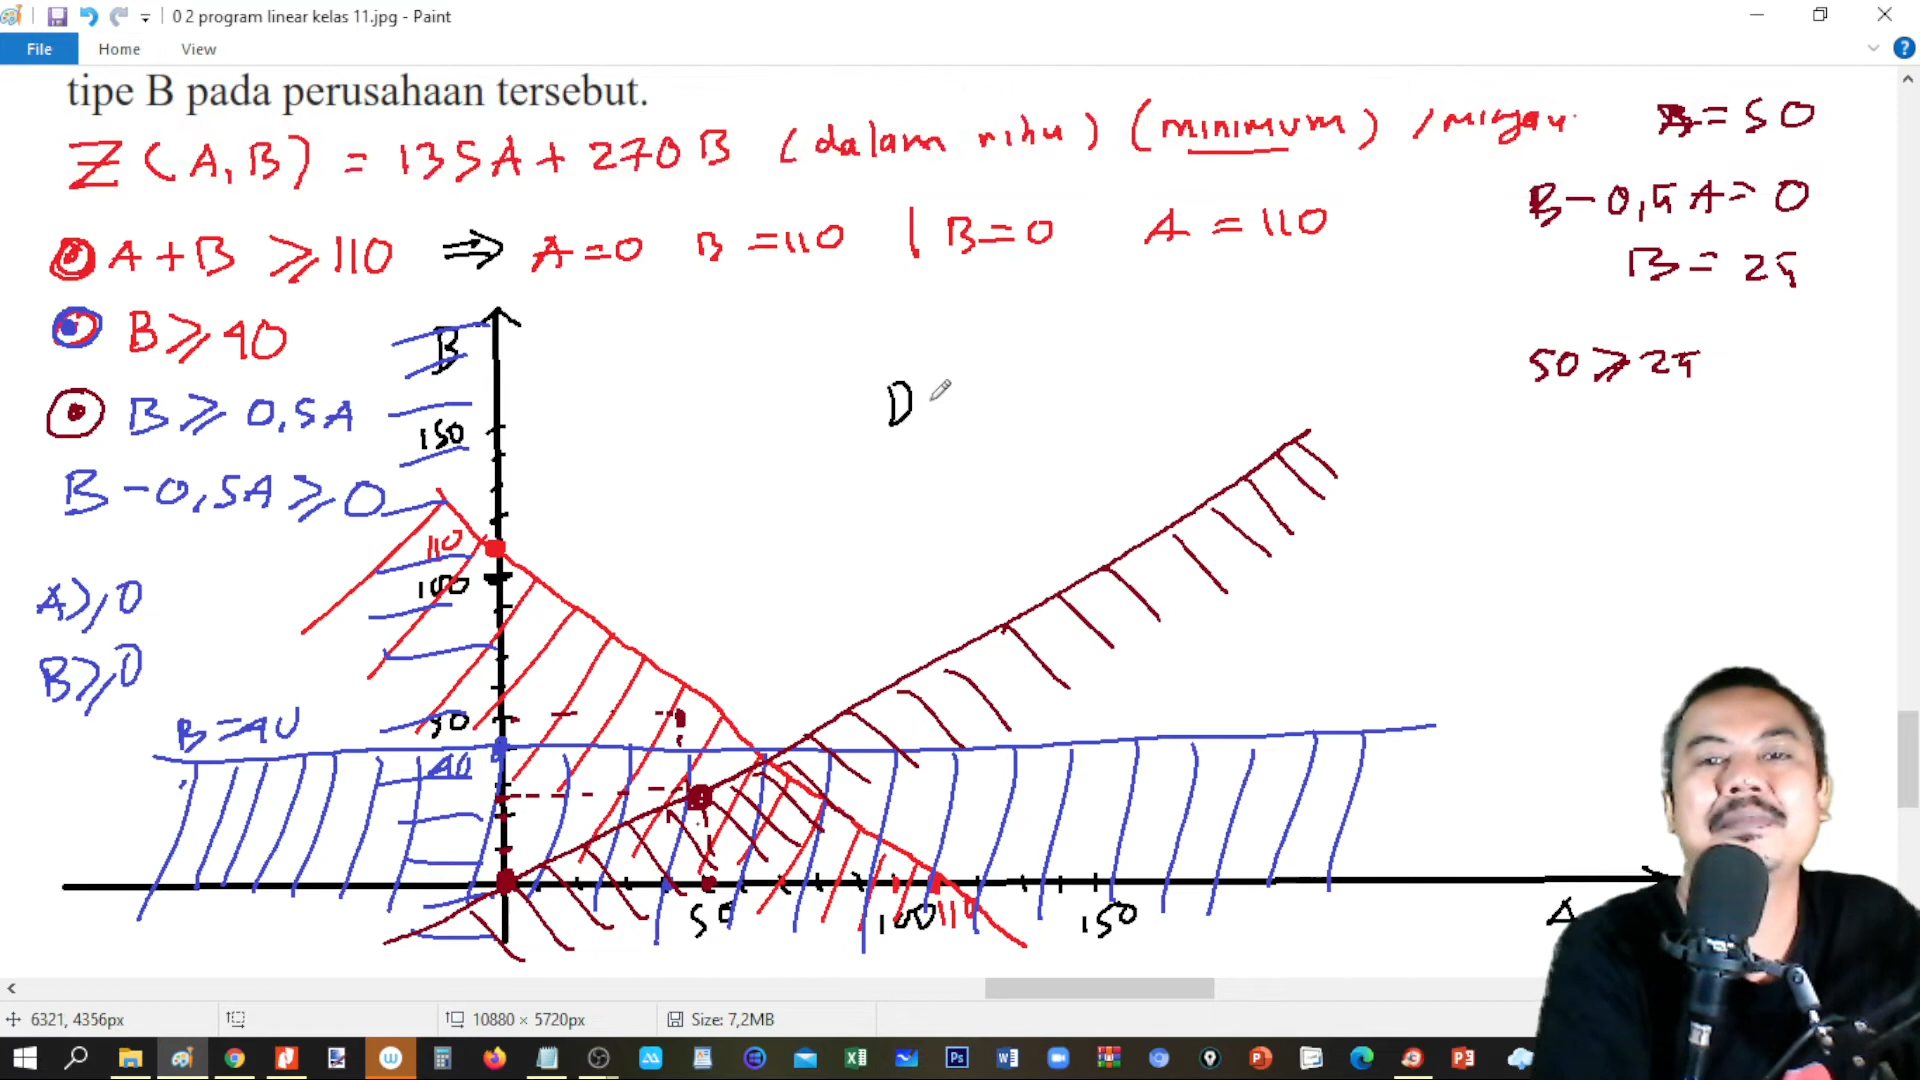 0 2 program linear kelas 11.jpg - Paint
File Home View
tipe B pada perusahaan tersebut.
Z (A, B) = 135A + 270B (dalam ribu) (minimum) /minggu
B = 50
B - 0,5A = 0
B = 25
50 ≥ 25
A + B ≥ 110 ⇒ A = 0 B = 110 | B = 0 A = 110
B ≥ 40
B ≥ 0,5A
B - 0,5A ≥ 0
A ≥ 0
B ≥ 0
B = 40
B
150
110
100
50
40
D
50 100 110 150
A
6321, 4356px 10880 × 5720px Size: 7,2MB